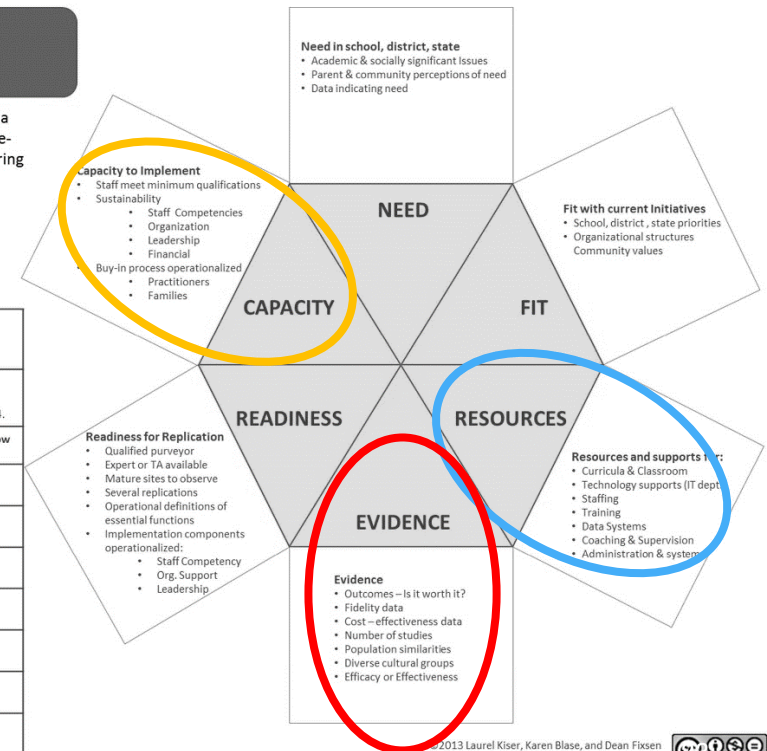 a
e-
ring
4.
ow
Need in school, district, state
• Academic & socially significant Issues
• Parent & community perceptions of need
• Data indicating need
Capacity to Implement
• Staff meet minimum qualifications
• Sustainability
• Staff Competencies
• Organization
• Leadership
• Financial
• Buy-in process operationalized
• Practitioners
• Families
Fit with current Initiatives
• School, district , state priorities
• Organizational structures
Community values
NEED
CAPACITY
FIT
READINESS
RESOURCES
EVIDENCE
Readiness for Replication
• Qualified purveyor
• Expert or TA available
• Mature sites to observe
• Several replications
• Operational definitions of
essential functions
• Implementation components
operationalized:
• Staff Competency
• Org. Support
• Leadership
Resources and supports for:
• Curricula & Classroom
• Technology supports (IT dept.
• Staffing
• Training
• Data Systems
• Coaching & Supervision
• Administration & system
Evidence
• Outcomes – Is it worth it?
• Fidelity data
• Cost – effectiveness data
• Number of studies
• Population similarities
• Diverse cultural groups
• Efficacy or Effectiveness
©2013 Laurel Kiser, Karen Blase, and Dean Fixsen